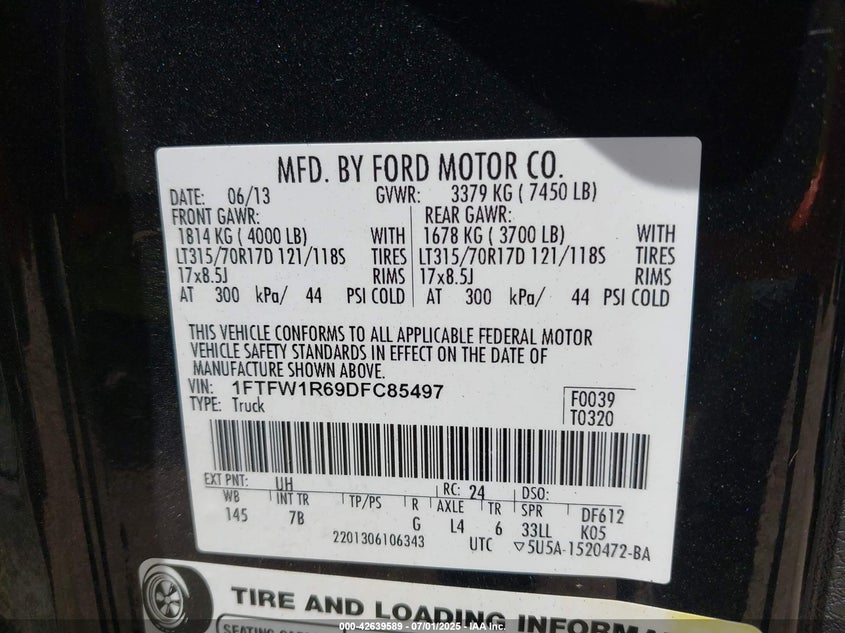 MFD. BY FORD MOTOR CO.
DATE: 06/13 GVWR: 3379 KG ( 7450 LB)
FRONT GAWR: REAR GAWR:
1814 KG ( 4000 LB) WITH 1678 KG ( 3700 LB) WITH
LT315/70R17D 121/118S TIRES LT315/70R17D 121/118S TIRES
17x8.5J RIMS 17x8.5J RIMS
AT 300 kPa/ 44 PSI COLD AT 300 kPa/ 44 PSI COLD
THIS VEHICLE CONFORMS TO ALL APPLICABLE FEDERAL MOTOR
VEHICLE SAFETY STANDARDS IN EFFECT ON THE DATE OF
MANUFACTURE SHOWN ABOVE.
VIN: 1FTFW1R69DFC85497
TYPE: Truck
F0039
T0320
EXT PNT: UH RC: 24 DSO:
WB INT TR TP/PS R AXLE TR SPR DF612
145 7B G L4 6 33LL K05
2201306106343 UTC ▽5U5A-1520472-BA
TIRE AND LOADING INFORMA
000-42639589 - 07/01/2025 - IAA Inc.